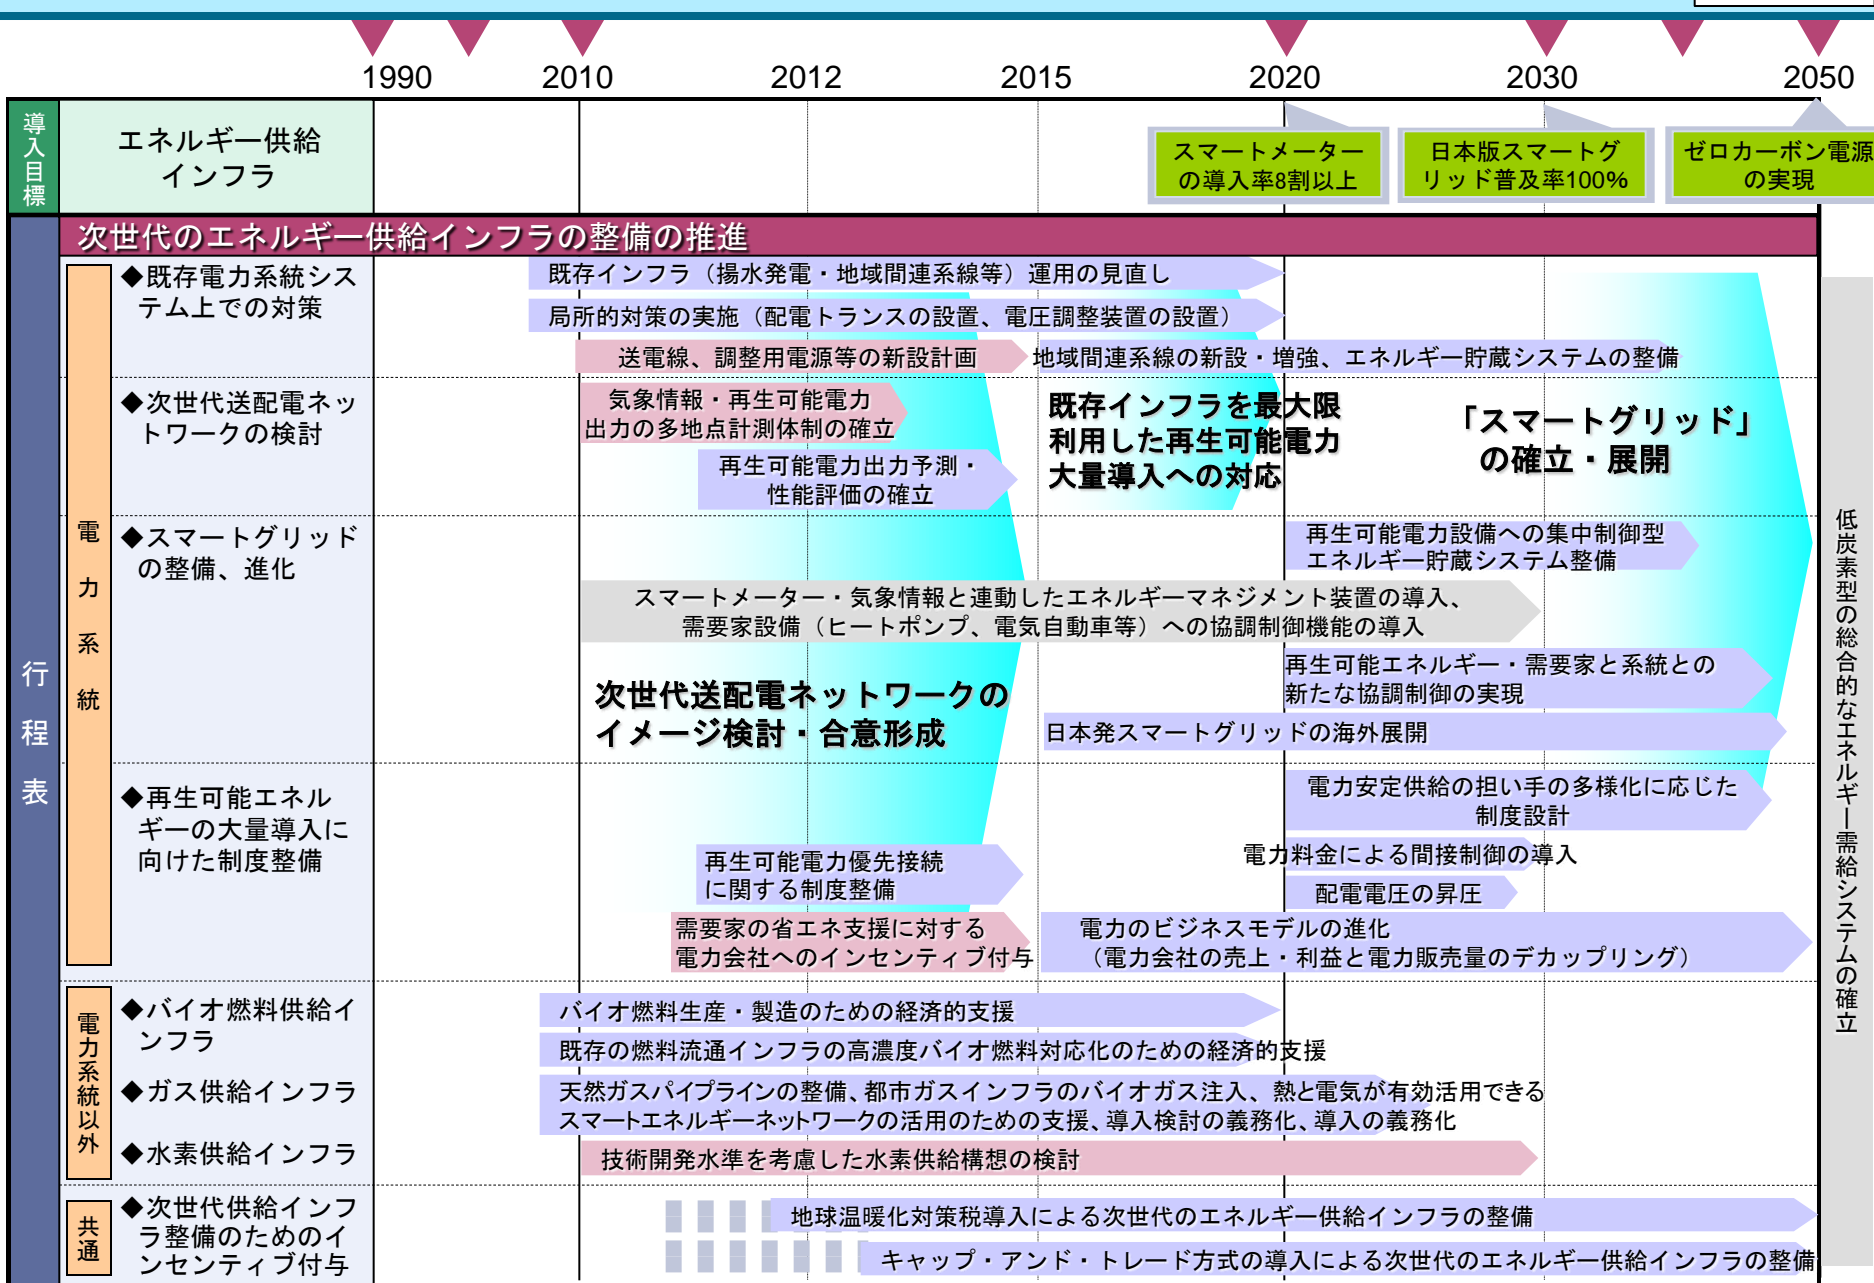 1990 2010 2012 2015 2020 2030 2050
導入目標
エネルギー供給
インフラ
スマートメーター
の導入率8割以上
日本版スマートグ
リッド普及率100%
ゼロカーボン電源
の実現
行程表
次世代のエネルギー供給インフラの整備の推進
電力系統
◆既存電力系統シス
テム上での対策
既存インフラ（揚水発電・地域間連系線等）運用の見直し
局所的対策の実施（配電トランスの設置、電圧調整装置の設置）
送電線、調整用電源等の新設計画
地域間連系線の新設・増強、エネルギー貯蔵システムの整備
◆次世代送配電ネッ
トワークの検討
気象情報・再生可能電力
出力の多地点計測体制の確立
再生可能電力出力予測・
性能評価の確立
既存インフラを最大限
利用した再生可能電力
大量導入への対応
「スマートグリッド」
の確立・展開
◆スマートグリッド
の整備、進化
再生可能電力設備への集中制御型
エネルギー貯蔵システム整備
スマートメーター・気象情報と連動したエネルギーマネジメント装置の導入、
需要家設備（ヒートポンプ、電気自動車等）への協調制御機能の導入
再生可能エネルギー・需要家と系統との
新たな協調制御の実現
次世代送配電ネットワークの
イメージ検討・合意形成
日本発スマートグリッドの海外展開
◆再生可能エネル
ギーの大量導入に
向けた制度整備
電力安定供給の担い手の多様化に応じた
制度設計
再生可能電力優先接続
に関する制度整備
電力料金による間接制御の導入
配電電圧の昇圧
需要家の省エネ支援に対する
電力会社へのインセンティブ付与
電力のビジネスモデルの進化
（電力会社の売上・利益と電力販売量のデカップリング）
電力系統以外
◆バイオ燃料供給イ
ンフラ
バイオ燃料生産・製造のための経済的支援
既存の燃料流通インフラの高濃度バイオ燃料対応化のための経済的支援
◆ガス供給インフラ
天然ガスパイプラインの整備、都市ガスインフラのバイオガス注入、熱と電気が有効活用できる
スマートエネルギーネットワークの活用のための支援、導入検討の義務化、導入の義務化
◆水素供給インフラ
技術開発水準を考慮した水素供給構想の検討
共通
◆次世代供給インフ
ラ整備のためのイ
ンセンティブ付与
地球温暖化対策税導入による次世代のエネルギー供給インフラの整備
キャップ・アンド・トレード方式の導入による次世代のエネルギー供給インフラの整備
低炭素型の総合的なエネルギー需給システムの確立